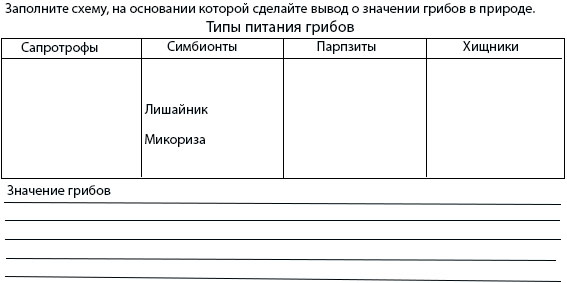 Заполните схему, на основании которой сделайте вывод о значении грибов в природе.
Типы питания грибов
Сапротрофы Симбионты Парпзиты Хищники
Лишайник
Микориза
Значение грибов